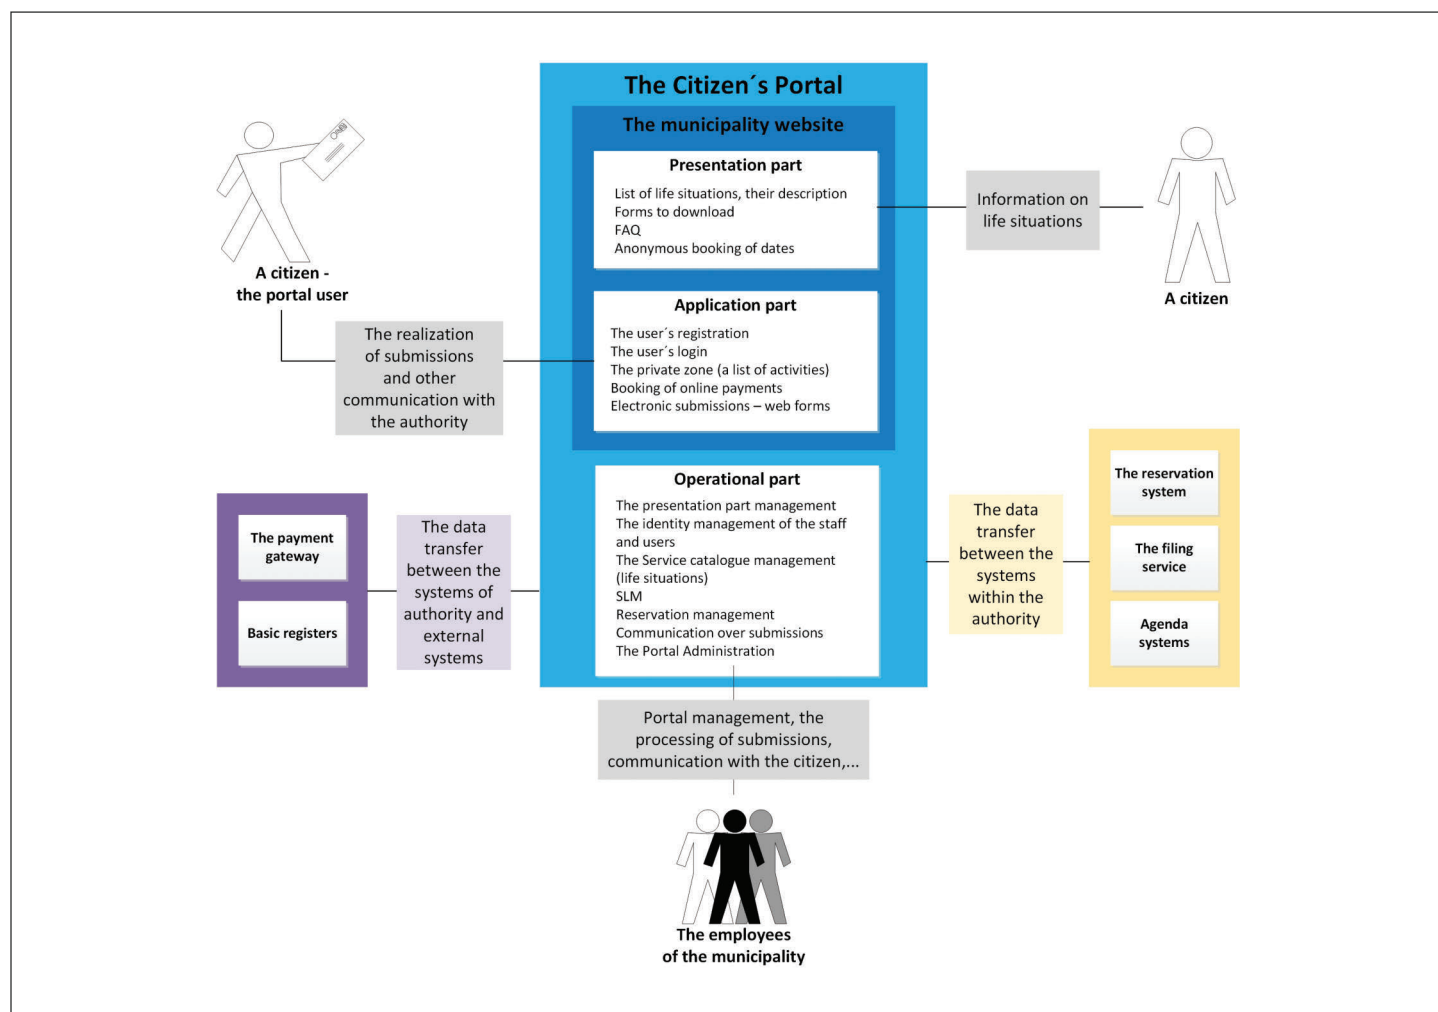 The Citizen´s Portal
The municipality website
Presentation part
List of life situations, their description
Forms to download
FAQ
Anonymous booking of dates
Information on
life situations
A citizen
A citizen -
the portal user
The realization
of submissions
and other
communication with
the authority
Application part
The user´s registration
The user´s login
The private zone (a list of activities)
Booking of online payments
Electronic submissions – web forms
Operational part
The presentation part management
The identity management of the staff
and users
The Service catalogue management
(life situations)
SLM
Reservation management
Communication over submissions
The Portal Administration
The payment
gateway
Basic registers
The data
transfer
between the
systems of
authority and
external
systems
The data
transfer
between the
systems
within the
authority
The reservation
system
The filing
service
Agenda
systems
Portal management, the
processing of submissions,
communication with the citizen,...
The employees
of the municipality